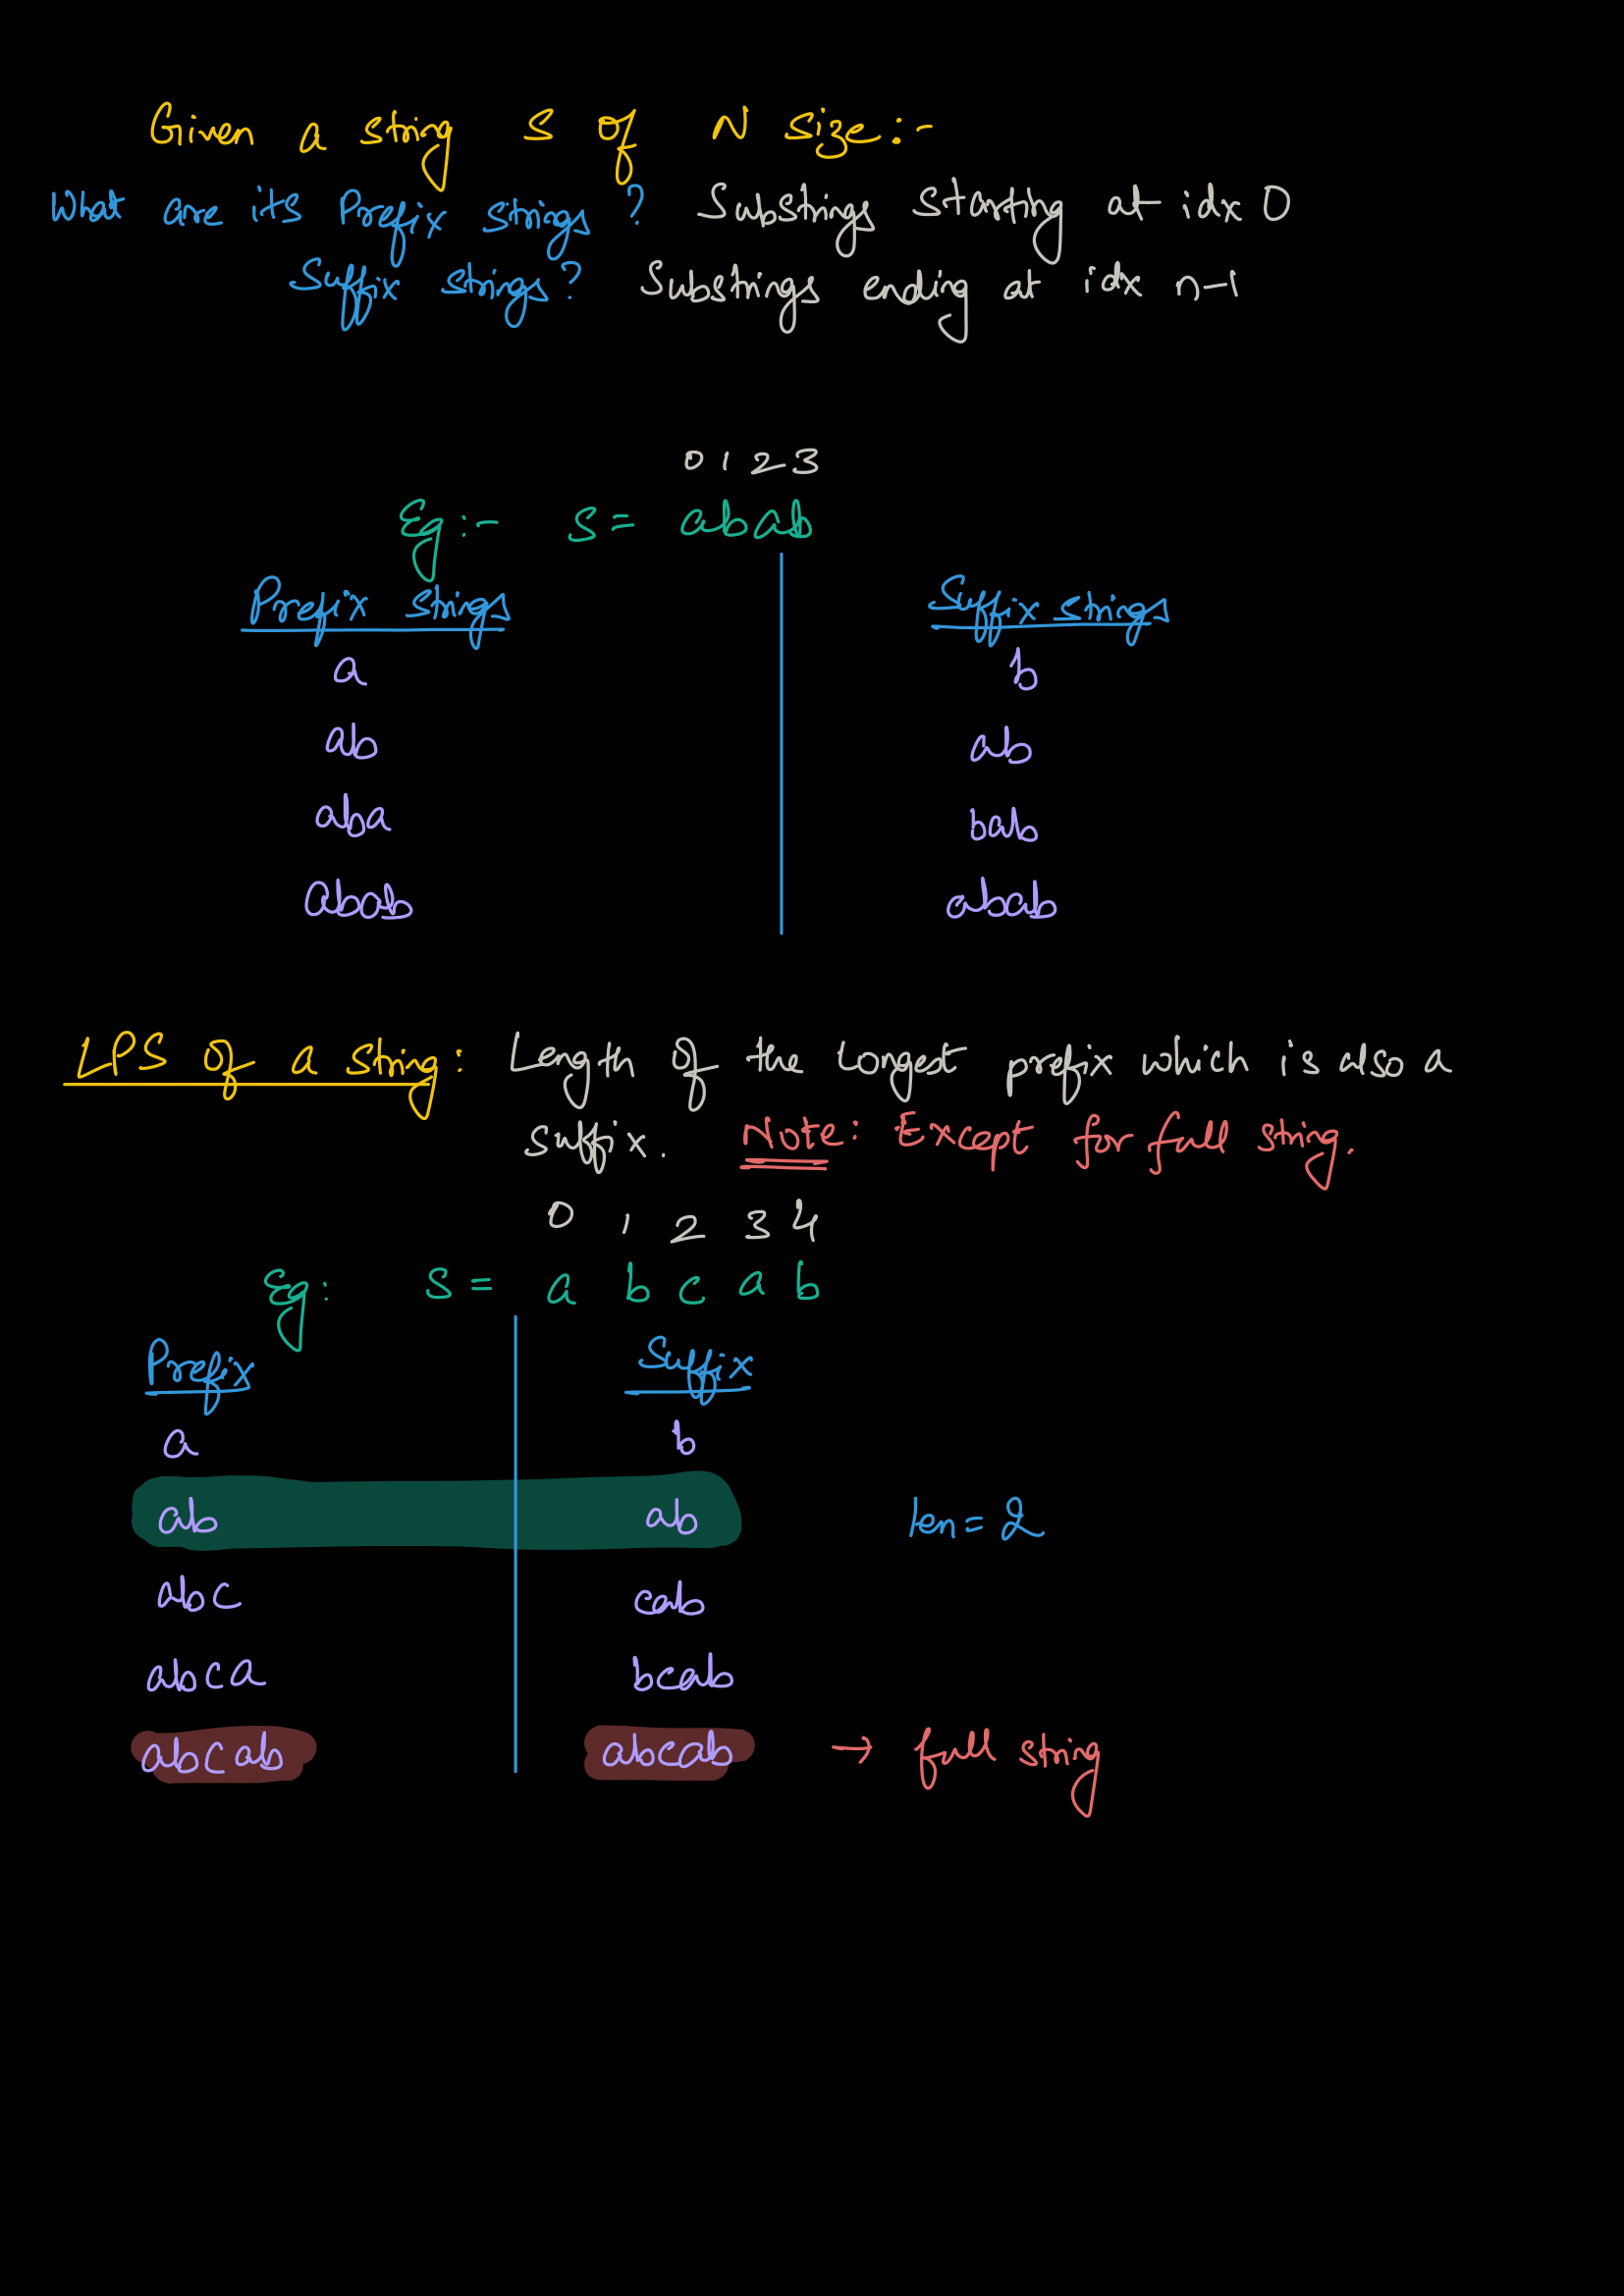 Given a string S of N size:-
What are its Prefix strings? Substrings starting at idx 0
Suffix strings? Substrings ending at idx n-1
0 1 2 3
Eg:- S = abab
Prefix strings Suffix strings
a b
ab ab
aba bab
abab abab
LPS of a string: Length of the longest prefix which is also a
suffix. Note: Except for full string.
0 1 2 3 4
Eg: S = a b c a b
Prefix Suffix
a b
ab ab len = 2
abc cab
abca bcab
abcab abcab → full string